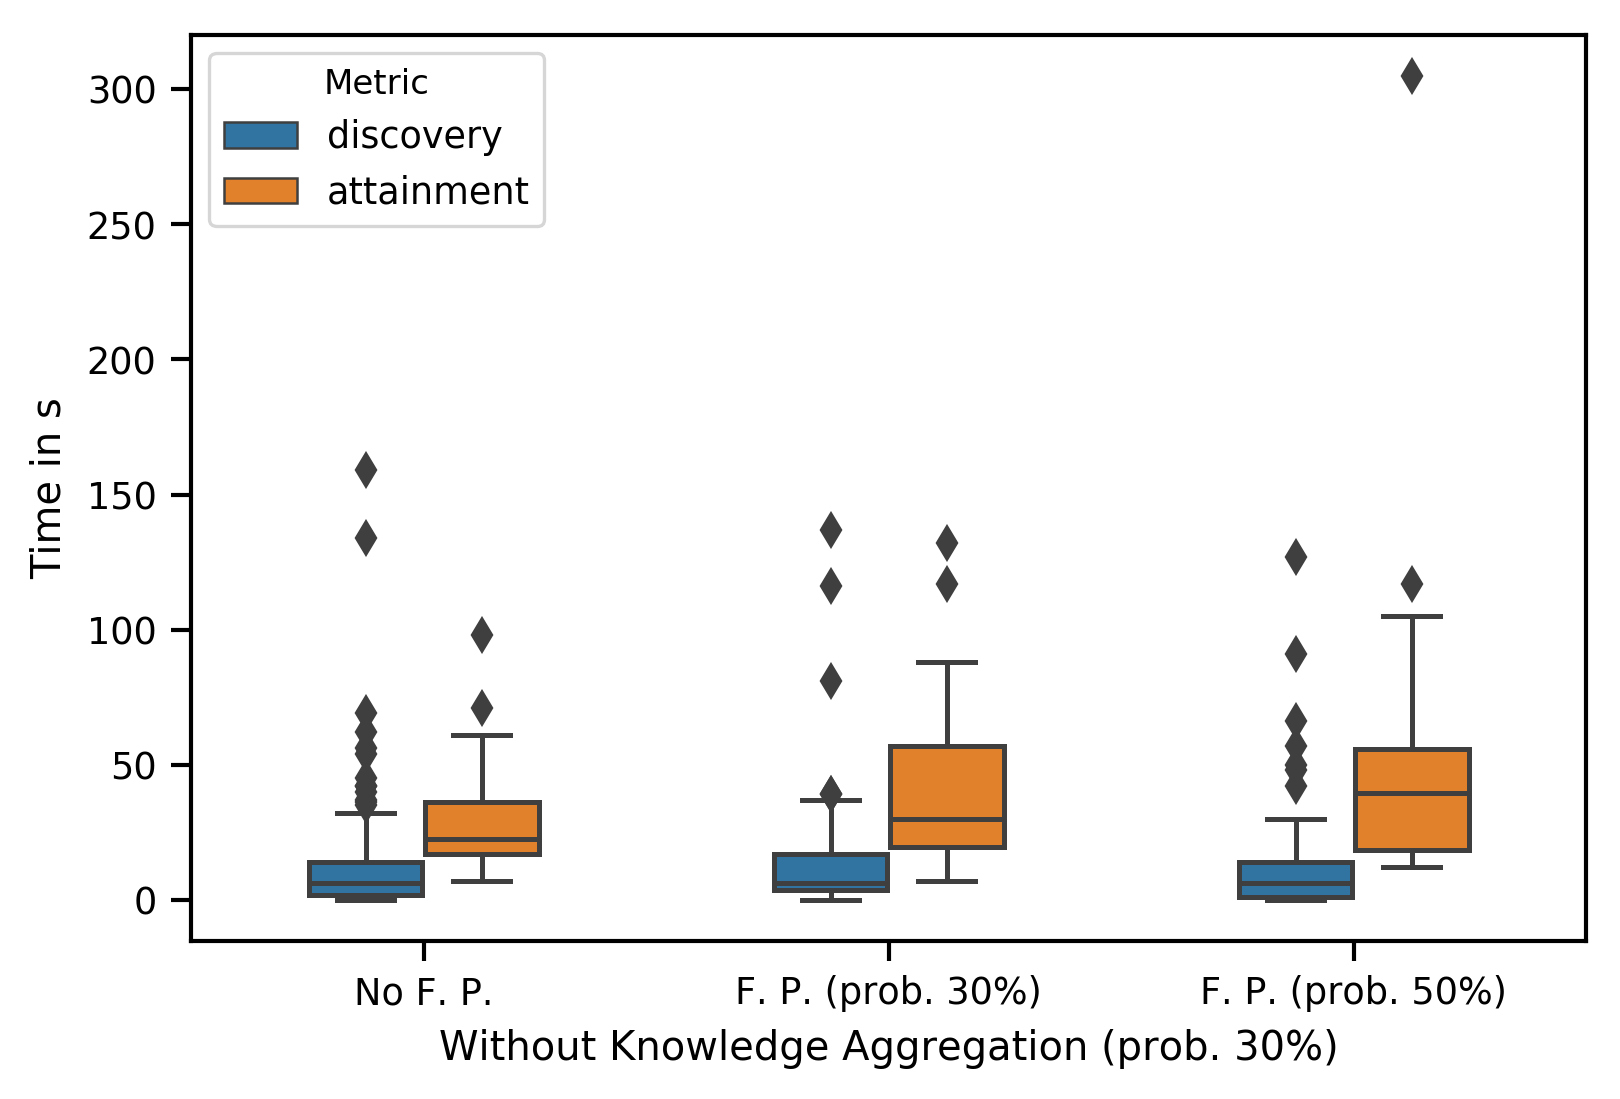 Metric
discovery
attainment
300
250
200
150
100
50
0
Time in s
No F. P.
F. P. (prob. 30%)
F. P. (prob. 50%)
Without Knowledge Aggregation (prob. 30%)